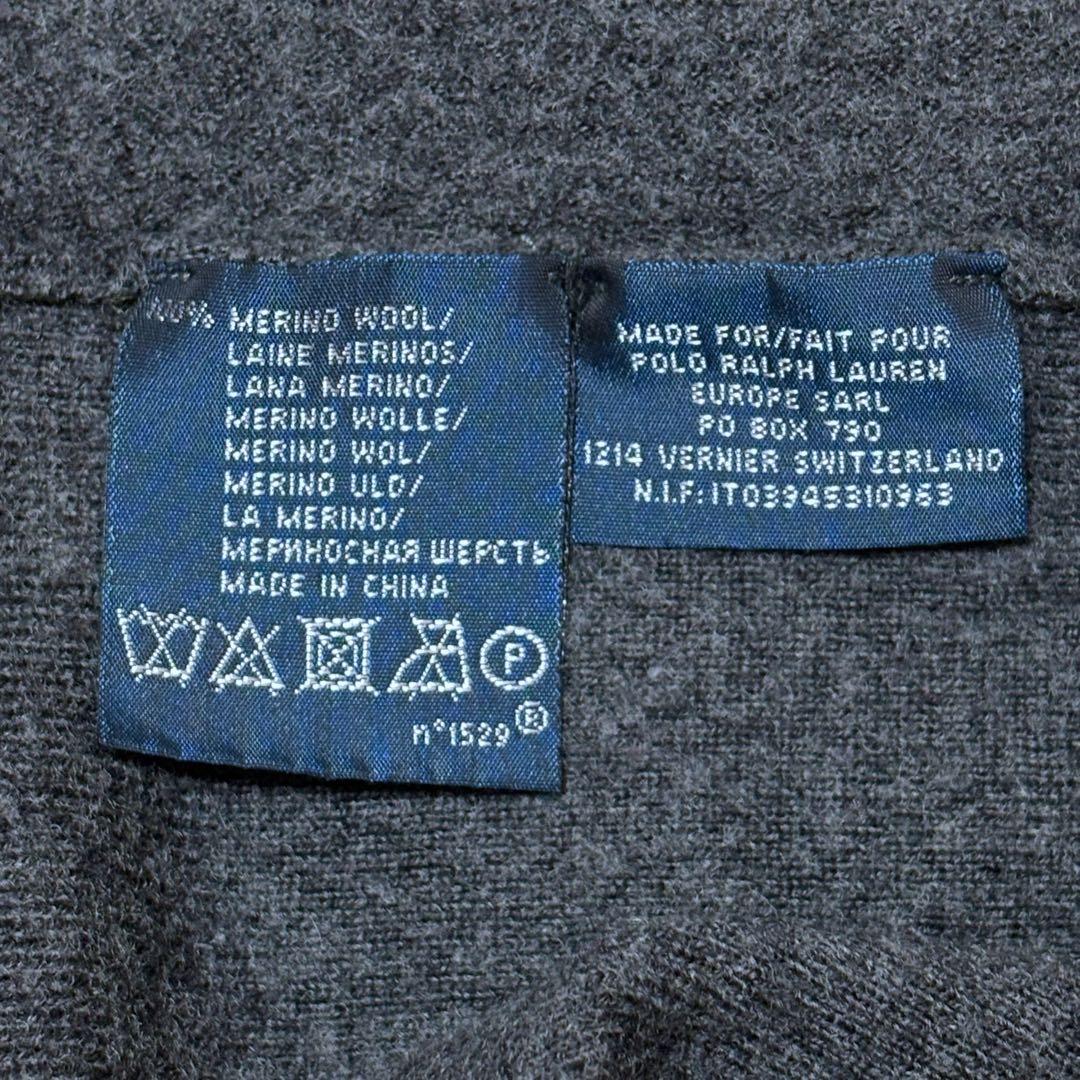 100% MERINO WOOL/
LAINE MERINOS/
LANA MERINO/
MERINO WOLLE/
MERINO WOL/
MERINO ULD/
LA MERINO/
МЕРИНОСНАЯ ШЕРСТЬ
MADE IN CHINA
P
n°1529 ®
MADE FOR/FAIT POUR
POLO RALPH LAUREN
EUROPE SARL
PO BOX 790
1214 VERNIER SWITZERLAND
N.I.F:IT03945310963